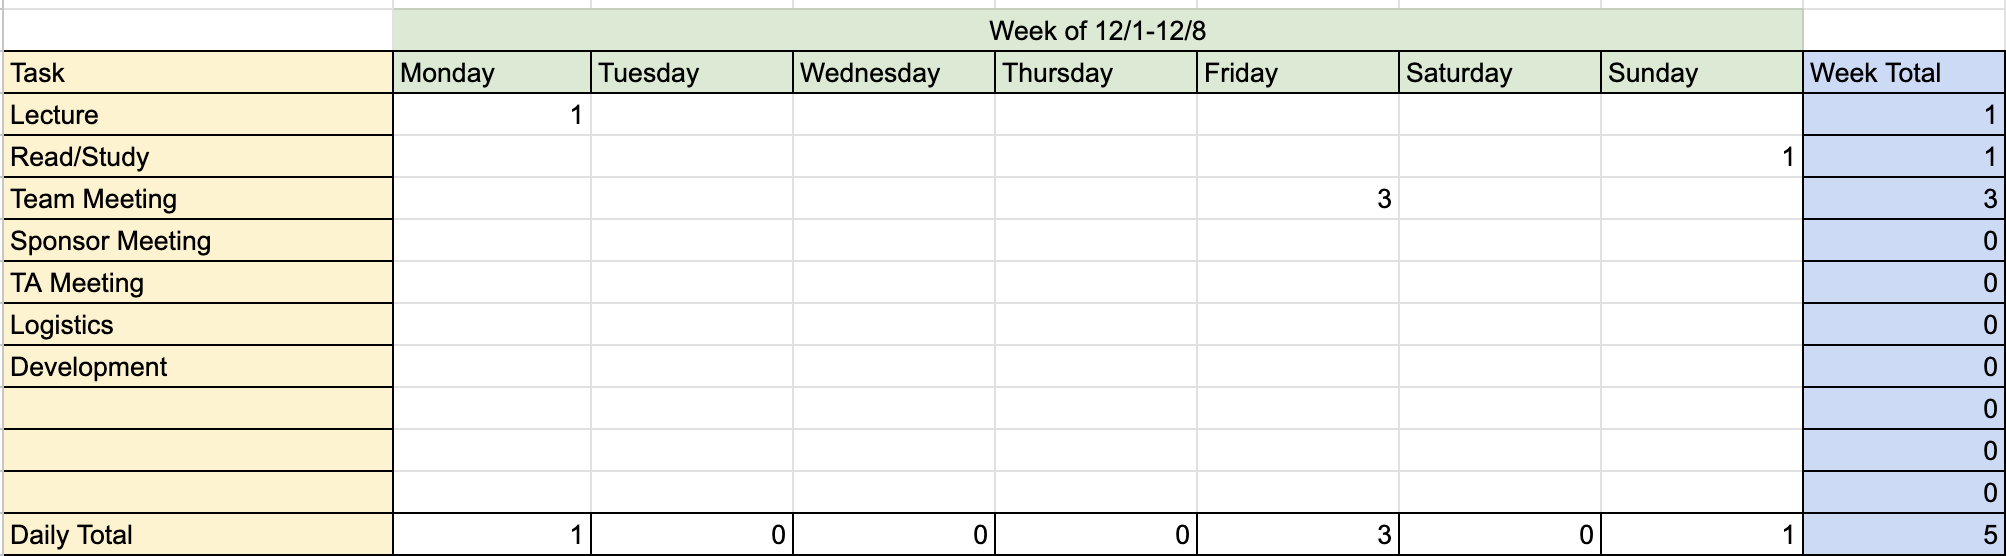 Week of 12/1-12/8
Task Monday Tuesday Wednesday Thursday Friday Saturday Sunday Week Total
Lecture 1 1
Read/Study 1 1
Team Meeting 3 3
Sponsor Meeting 0
TA Meeting 0
Logistics 0
Development 0
0
0
0
Daily Total 1 0 0 0 3 0 1 5